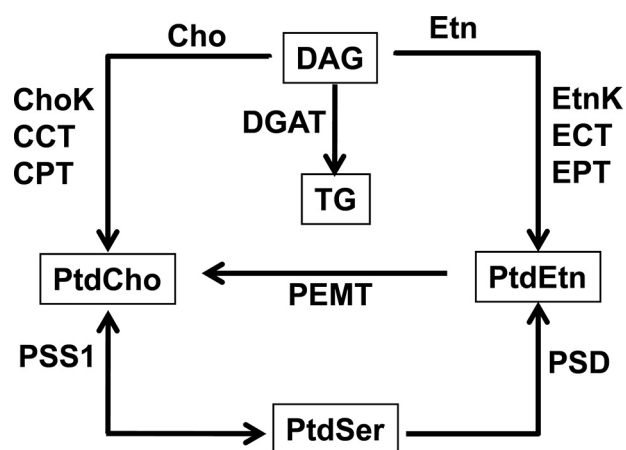 Cho
Etn
DAG
ChoK
CCT
CPT
DGAT
EtnK
ECT
EPT
TG
PtdCho
PtdEtn
PEMT
PSS1
PSD
PtdSer